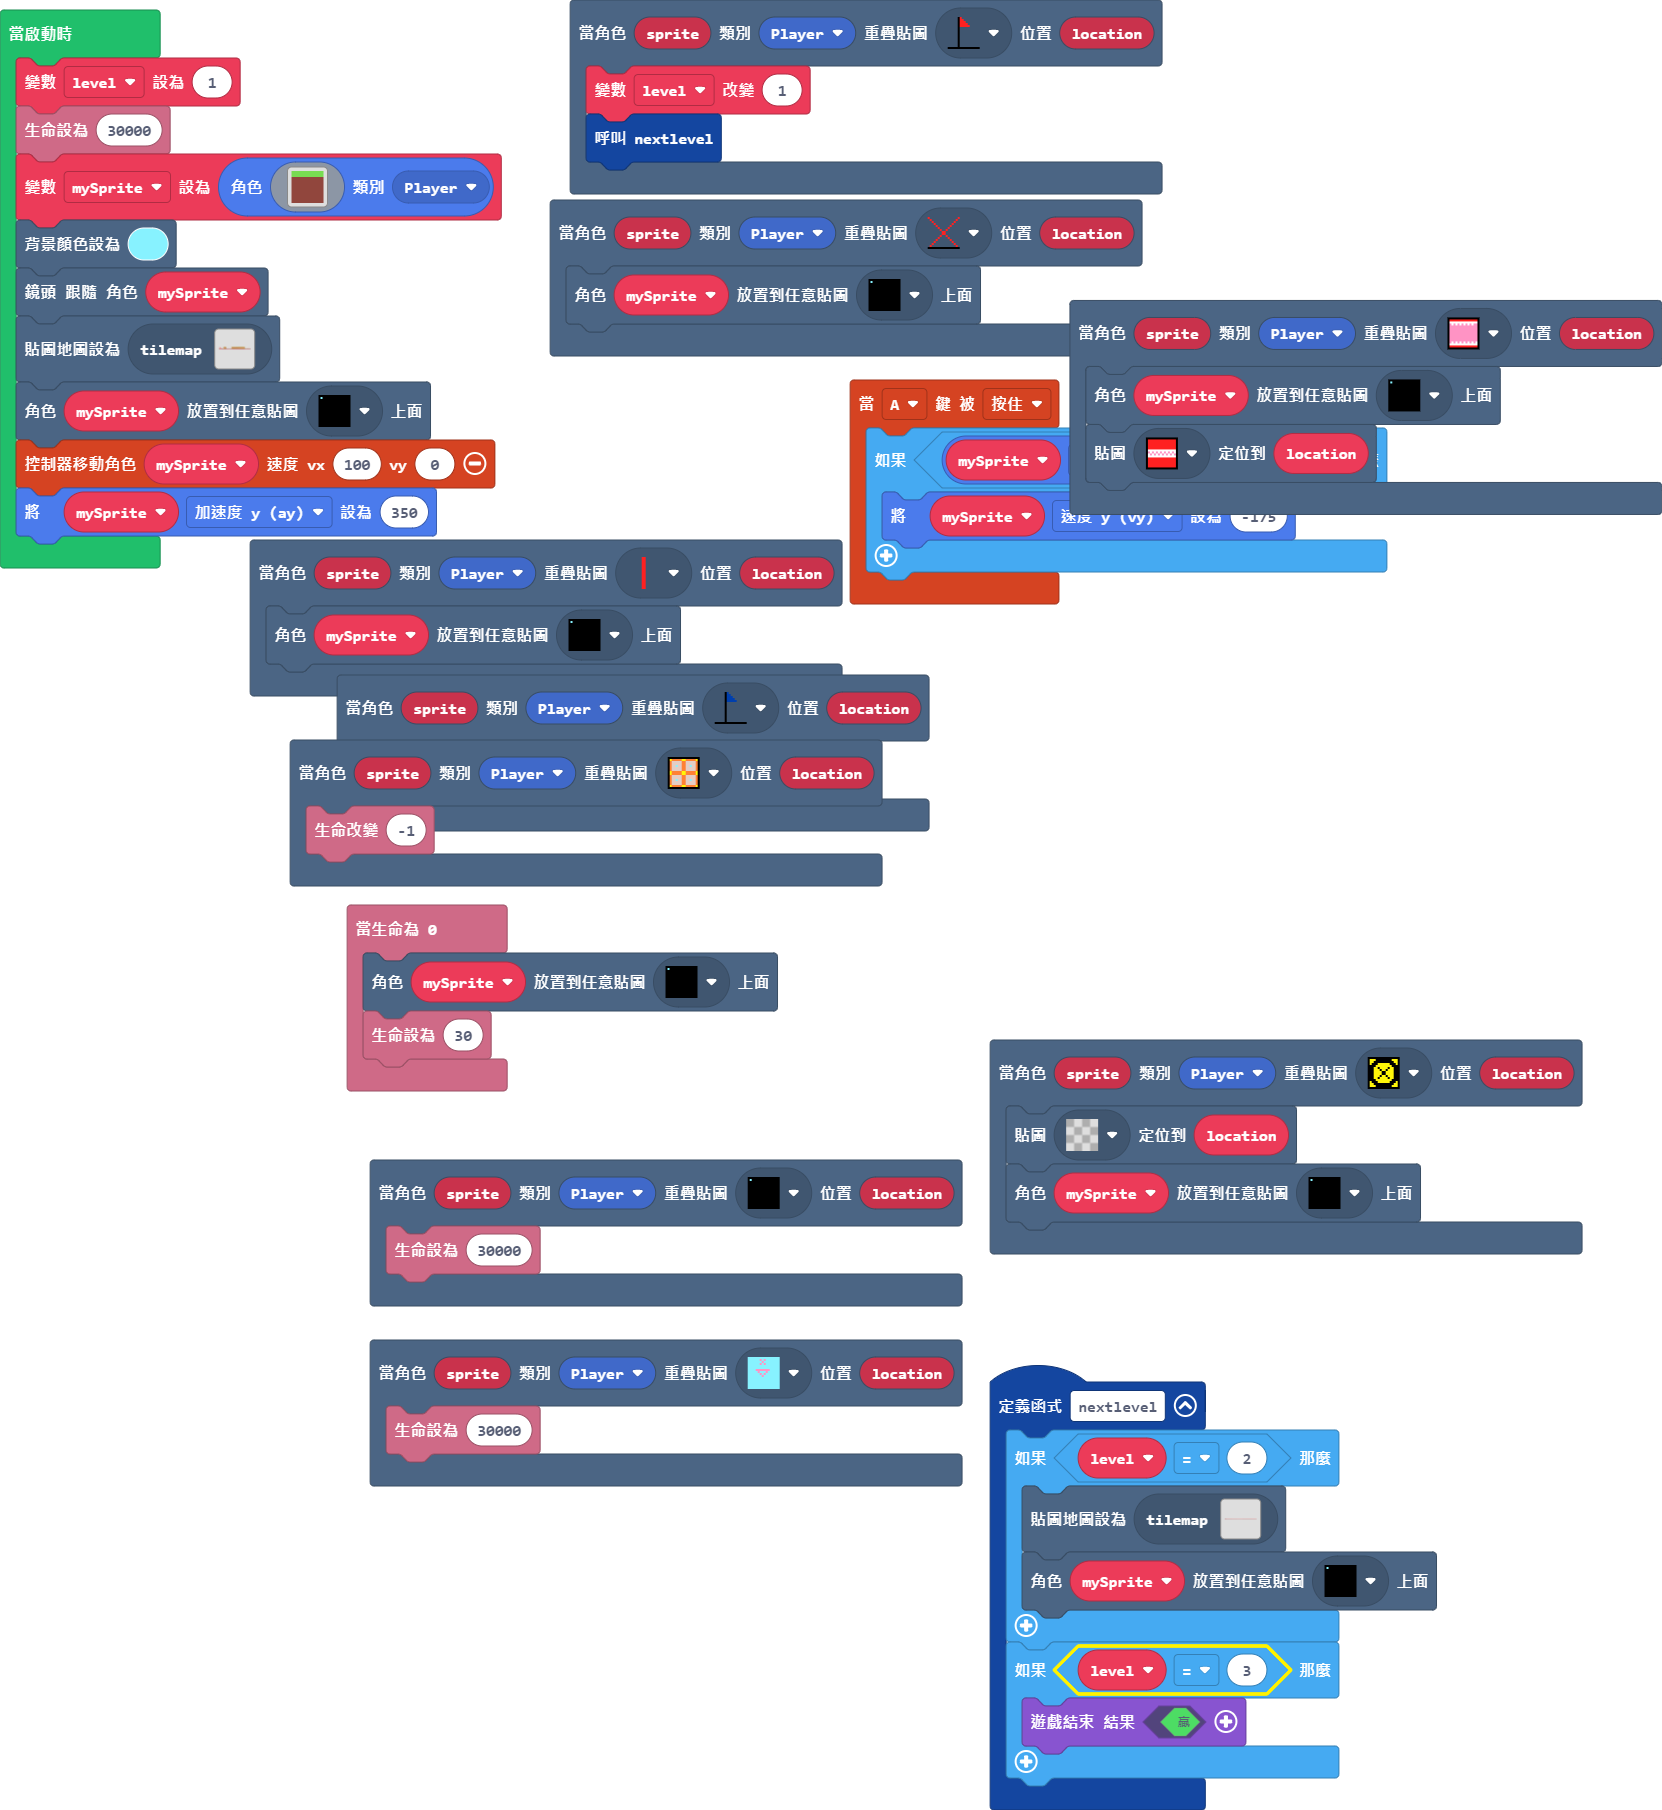 當啟動時
變數 level 設為 1
生命設為 30000
變數 mySprite 設為 角色 類別 Player
背景顏色設為
鏡頭 跟隨 角色 mySprite
貼圖地圖設為 tilemap
角色 mySprite 放置到任意貼圖 上面
控制器移動角色 mySprite 速度 vx 100 vy 0
將 mySprite 加速度 y (ay) 設為 350
當角色 sprite 類別 Player 重疊貼圖 位置 location
變數 level 改變 1
呼叫 nextlevel
當角色 sprite 類別 Player 重疊貼圖 位置 location
角色 mySprite 放置到任意貼圖 上面
當角色 sprite 類別 Player 重疊貼圖 位置 location
角色 mySprite 放置到任意貼圖 上面
貼圖 定位到 location
當 A 鍵 被 按住
如果 mySprite
將 mySprite 速度 y (vy) 設為 -175
當角色 sprite 類別 Player 重疊貼圖 位置 location
角色 mySprite 放置到任意貼圖 上面
當角色 sprite 類別 Player 重疊貼圖 位置 location
當角色 sprite 類別 Player 重疊貼圖 位置 location
生命改變 -1
當生命為 0
角色 mySprite 放置到任意貼圖 上面
生命設為 30
當角色 sprite 類別 Player 重疊貼圖 位置 location
貼圖 定位到 location
角色 mySprite 放置到任意貼圖 上面
當角色 sprite 類別 Player 重疊貼圖 位置 location
生命設為 30000
當角色 sprite 類別 Player 重疊貼圖 位置 location
生命設為 30000
定義函式 nextlevel
如果 level = 2 那麼
貼圖地圖設為 tilemap
角色 mySprite 放置到任意貼圖 上面
如果 level = 3 那麼
遊戲結束 結果 贏